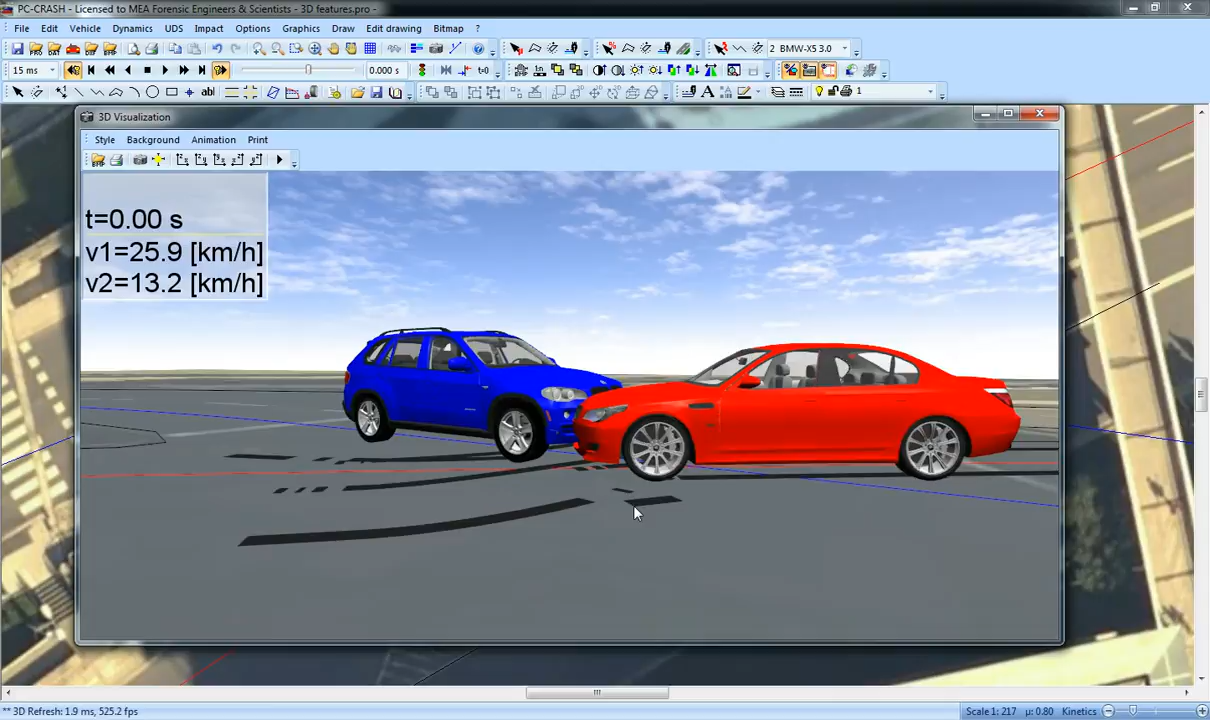 PC-CRASH - Licensed to MEA Forensic Engineers & Scientists - 3D features.pro -
File Edit Vehicle Dynamics UDS Impact Options Graphics Draw Edit drawing Bitmap
2 BMW-X5 3.0
15 ms 0.000 s t=0 1
abl
3D Visualization
Style Background Animation Print
t=0.00 s
v1=25.9 [km/h]
v2=13.2 [km/h]
** 3D Refresh: 1.9 ms, 525.2 fps
Scale 1: 217 µ: 0.80 Kinetics